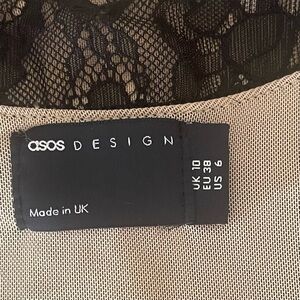 asos DESIGN
Made in UK
UK 10
EU 38
US 6